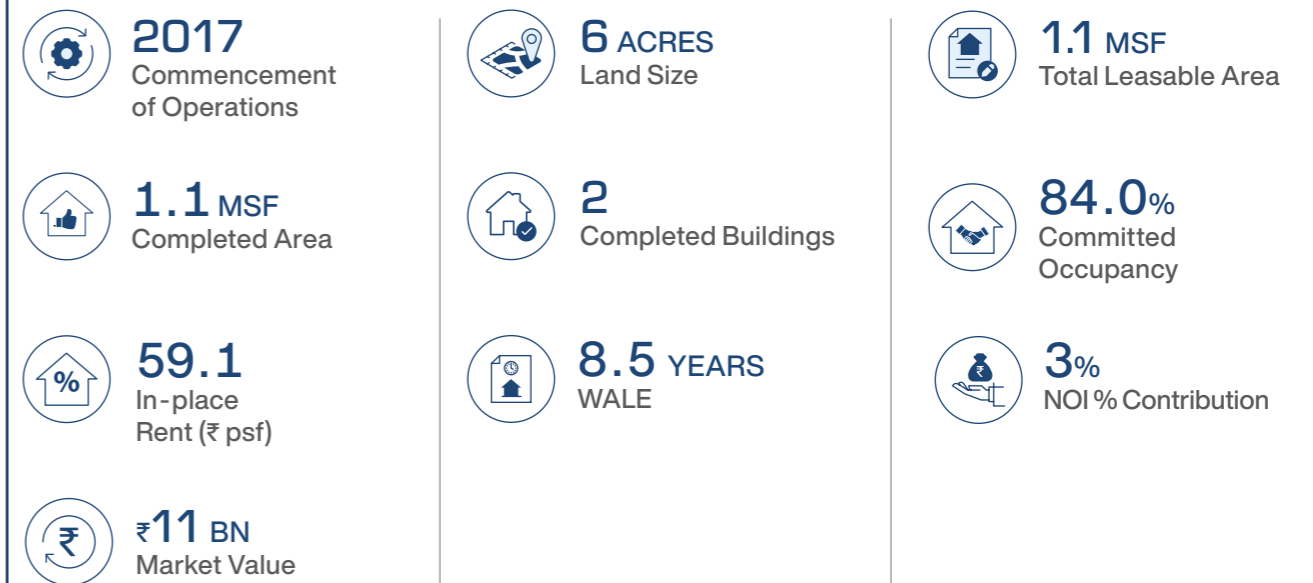 2017
Commencement
of Operations
6 ACRES
Land Size
1.1 MSF
Total Leasable Area
1.1 MSF
Completed Area
2
Completed Buildings
84.0%
Committed
Occupancy
%
59.1
In-place
Rent (₹ psf)
8.5 YEARS
WALE
₹
3%
NOI % Contribution
₹
₹11 BN
Market Value